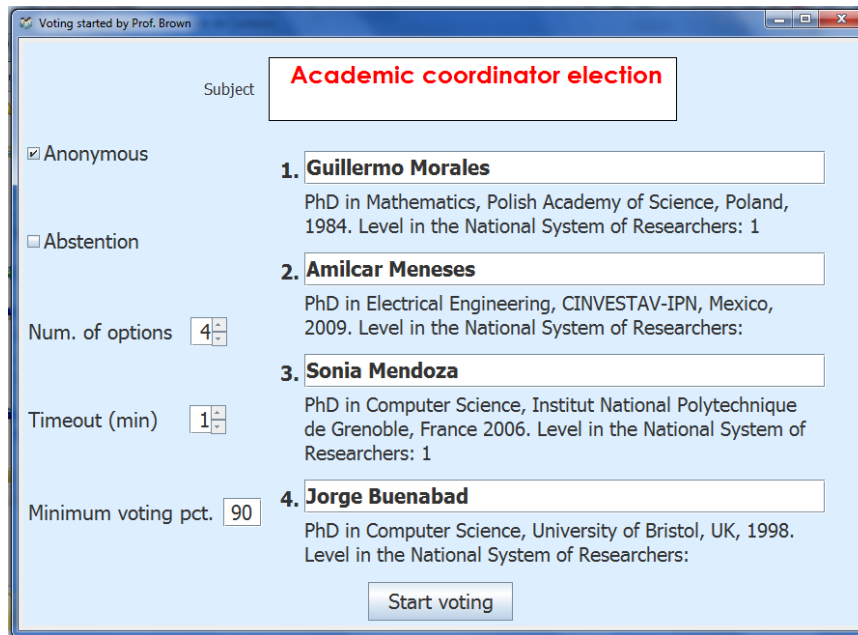 Voting started by Prof. Brown
Subject
Academic coordinator election
Anonymous
Abstention
Num. of options 4
Timeout (min) 1
Minimum voting pct. 90
1. Guillermo Morales
PhD in Mathematics, Polish Academy of Science, Poland,
1984. Level in the National System of Researchers: 1
2. Amilcar Meneses
PhD in Electrical Engineering, CINVESTAV-IPN, Mexico,
2009. Level in the National System of Researchers:
3. Sonia Mendoza
PhD in Computer Science, Institut National Polytechnique
de Grenoble, France 2006. Level in the National System of
Researchers: 1
4. Jorge Buenabad
PhD in Computer Science, University of Bristol, UK, 1998.
Level in the National System of Researchers:
Start voting